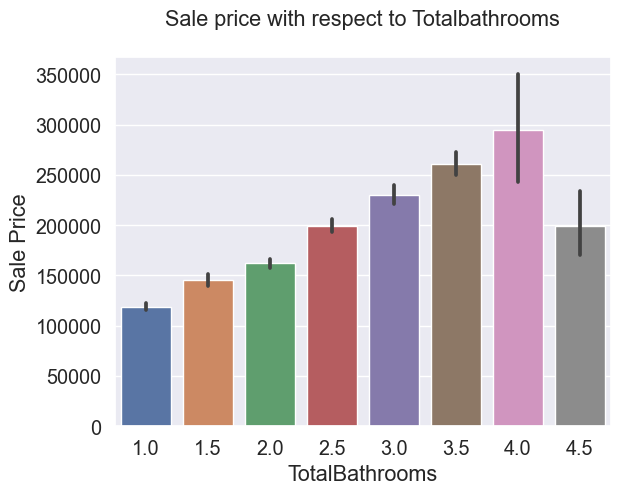 Sale price with respect to Totalbathrooms
350000
300000
250000
200000
150000
100000
50000
0
Sale Price
1.0 1.5 2.0 2.5 3.0 3.5 4.0 4.5
TotalBathrooms